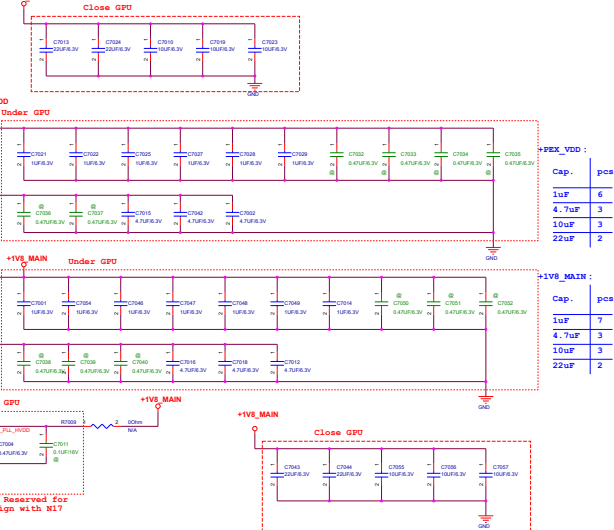 Close GPU
C7013
22UF/6.3V
C7024
22UF/6.3V
C7010
10UF/6.3V
C7019
10UF/6.3V
C7023
10UF/6.3V
GND
DD
Under GPU
C7021
1UF/6.3V
C7022
1UF/6.3V
C7025
1UF/6.3V
C7027
1UF/6.3V
C7028
1UF/6.3V
C7029
1UF/6.3V
C7032
0.47UF/6.3V
@
C7033
0.47UF/6.3V
@
C7034
0.47UF/6.3V
@
C7035
0.47UF/6.3V
@
@
C7036
0.47UF/6.3V
@
C7037
0.47UF/6.3V
C7015
4.7UF/6.3V
C7042
4.7UF/6.3V
C7002
4.7UF/6.3V
GND
+PEX_VDD :
Cap. pcs
1uF 6
4.7uF 3
10uF 3
22uF 2
+1V8_MAIN
Under GPU
C7001
1UF/6.3V
C7054
1UF/6.3V
C7046
1UF/6.3V
C7047
1UF/6.3V
C7048
1UF/6.3V
C7049
1UF/6.3V
C7014
1UF/6.3V
@
C7050
0.47UF/6.3V
@
C7051
0.47UF/6.3V
@
C7052
0.47UF/6.3V
@
C7038
0.47UF/6.3V
@
C7039
0.47UF/6.3V
@
C7040
0.47UF/6.3V
C7016
4.7UF/6.3V
C7018
4.7UF/6.3V
C7012
4.7UF/6.3V
GND
+1V8_MAIN :
Cap. pcs
1uF 7
4.7uF 3
10uF 3
22uF 2
GPU
+1V8_MAIN
R7009
2
0Ohm
N/A
_PLL_HVDD
C7004
0.47UF/6.3V
C7011
0.1UF/16V
@
Reserved for
ign with N17
+1V8_MAIN
Close GPU
C7043
22UF/6.3V
C7044
22UF/6.3V
C7055
10UF/6.3V
C7056
10UF/6.3V
C7057
10UF/6.3V
GND